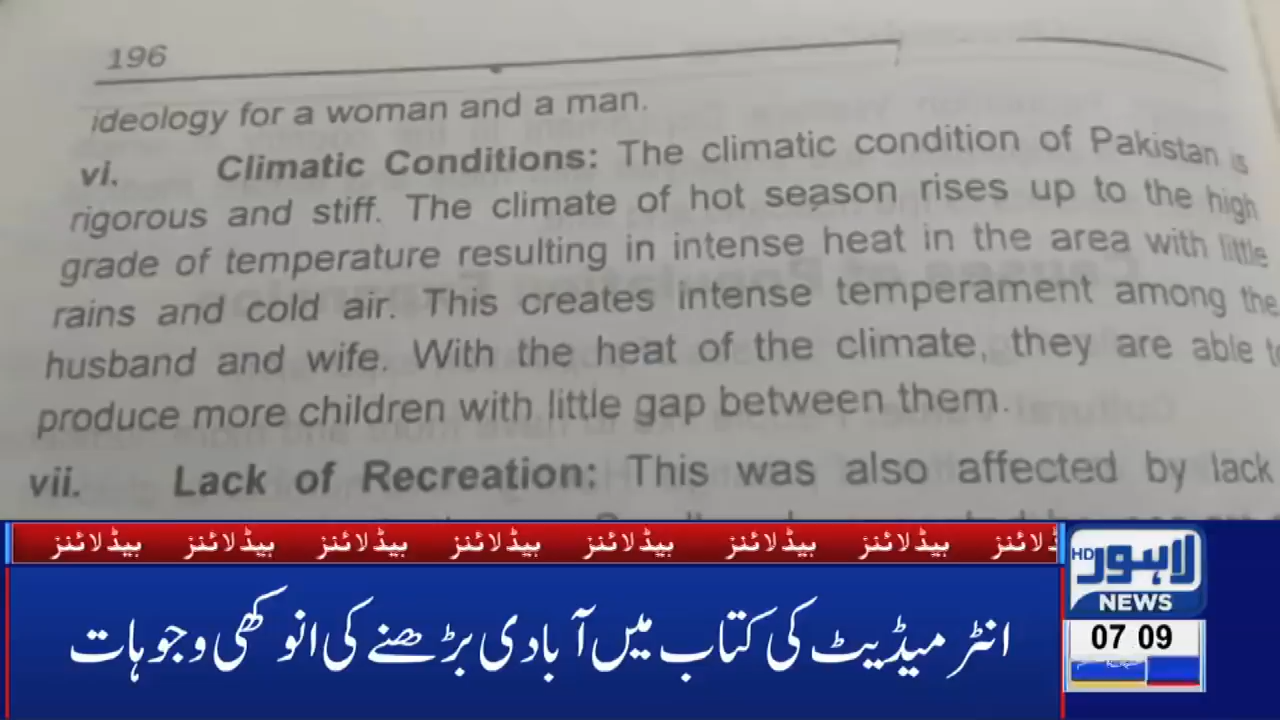 196
ideology for a woman and a man.
vi. Climatic Conditions: The climatic condition of Pakistan is
rigorous and stiff. The climate of hot season rises up to the high
grade of temperature resulting in intense heat in the area with little
rains and cold air. This creates intense temperament among the
husband and wife. With the heat of the climate, they are able to
produce more children with little gap between them.
vii. Lack of Recreation: This was also affected by lack
ہیڈلائنز ہیڈلائنز ہیڈلائنز ہیڈلائنز ہیڈلائنز ہیڈلائنز ہیڈلائنز ہیڈلائنز
انٹرمیڈیٹ کی کتاب میں آبادی بڑھنے کی انوکھی وجوہات
HD لاہور
NEWS
07 09